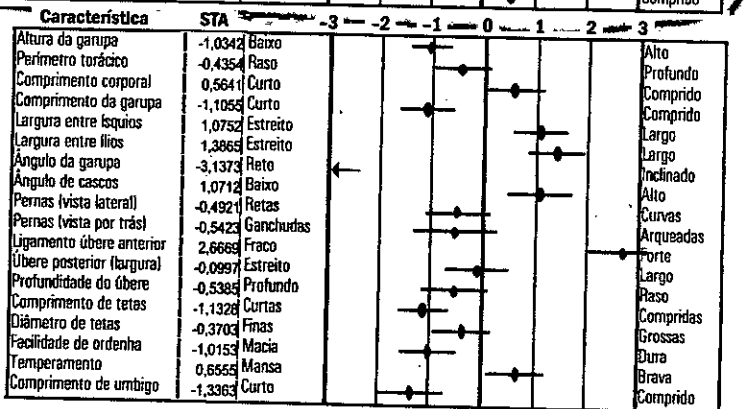 Comprido
Característica STA -3 -2 -1 0 1 2 3
Altura da garupa -1,0342 Baixo Alto
Perímetro torácico -0,4354 Raso Profundo
Comprimento corporal 0,5641 Curto Comprido
Comprimento da garupa -1,1055 Curto Comprido
Largura entre ísquios 1,0752 Estreito Largo
Largura entre ílios 1,3865 Estreito Largo
Ângulo da garupa -3,1373 Reto Inclinado
Ângulo de cascos 1,0712 Baixo Alto
Pernas (vista lateral) -0,4921 Retas Curvas
Pernas (vista por trás) -0,5423 Ganchudas Arqueadas
Ligamento úbere anterior 2,6669 Fraco Forte
Úbere posterior (largura) -0,0997 Estreito Largo
Profundidade do úbere -0,5385 Profundo Raso
Comprimento de tetas -1,1328 Curtas Compridas
Diâmetro de tetas -0,3703 Finas Grossas
Facilidade de ordenha -1,0153 Macia Dura
Temperamento 0,6555 Mansa Brava
Comprimento de umbigo -1,3363 Curto Comprido